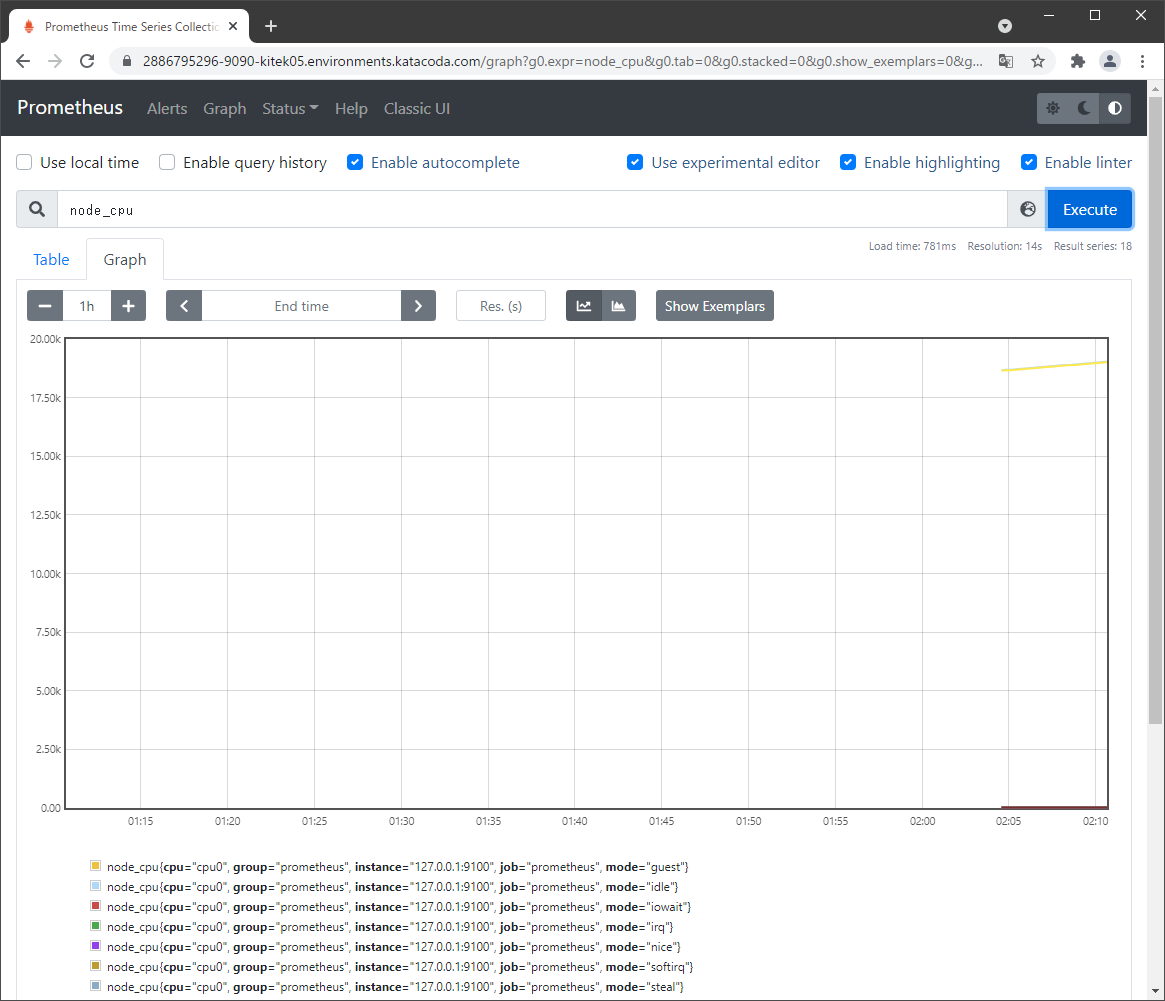 Prometheus Time Series Collectio
2886795296-9090-kitek05.environments.katacoda.com/graph?g0.expr=node_cpu&g0.tab=0&g0.stacked=0&g0.show_exemplars=0&g...
Prometheus Alerts Graph Status Help Classic UI
Use local time Enable query history Enable autocomplete Use experimental editor Enable highlighting Enable linter
node_cpu Execute
Load time: 781ms Resolution: 14s Result series: 18
Table Graph
1h End time Res. (s) Show Exemplars
20.00k
17.50k
15.00k
12.50k
10.00k
7.50k
5.00k
2.50k
0.00
01:15 01:20 01:25 01:30 01:35 01:40 01:45 01:50 01:55 02:00 02:05 02:10
node_cpu{cpu="cpu0", group="prometheus", instance="127.0.0.1:9100", job="prometheus", mode="guest"}
node_cpu{cpu="cpu0", group="prometheus", instance="127.0.0.1:9100", job="prometheus", mode="idle"}
node_cpu{cpu="cpu0", group="prometheus", instance="127.0.0.1:9100", job="prometheus", mode="iowait"}
node_cpu{cpu="cpu0", group="prometheus", instance="127.0.0.1:9100", job="prometheus", mode="irq"}
node_cpu{cpu="cpu0", group="prometheus", instance="127.0.0.1:9100", job="prometheus", mode="nice"}
node_cpu{cpu="cpu0", group="prometheus", instance="127.0.0.1:9100", job="prometheus", mode="softirq"}
node_cpu{cpu="cpu0", group="prometheus", instance="127.0.0.1:9100", job="prometheus", mode="steal"}